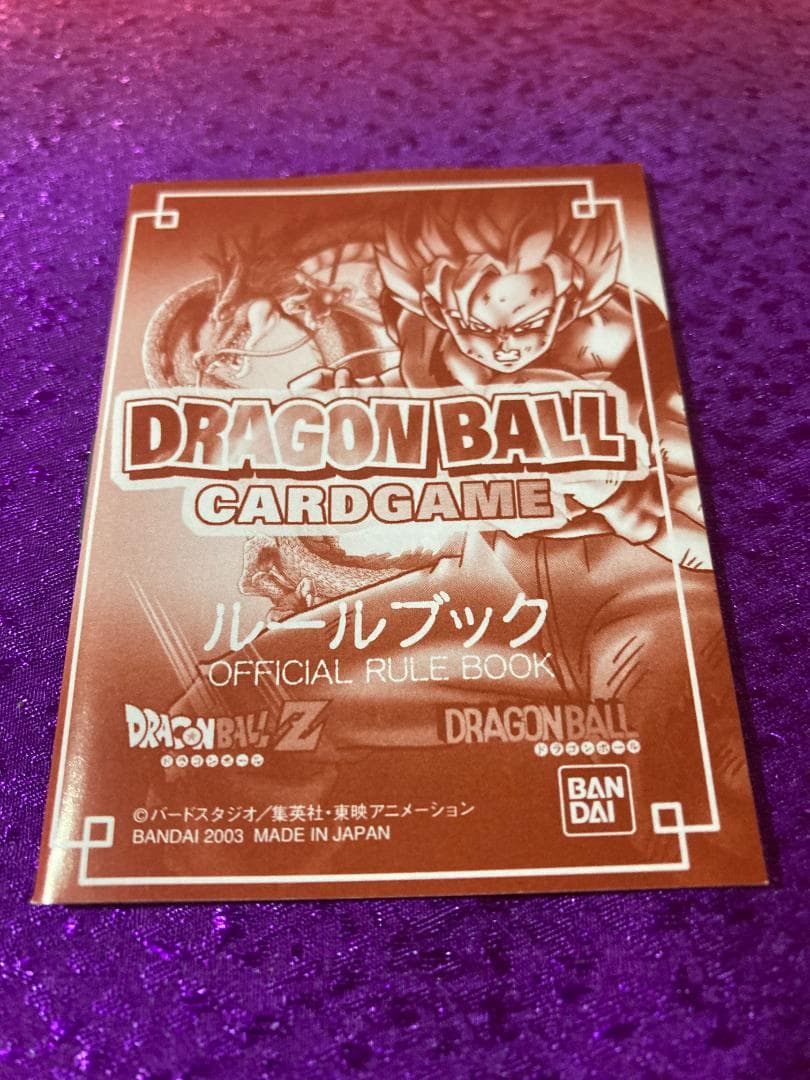 DRAGON BALL
CARDGAME
ルールブック
OFFICIAL RULE BOOK
DRAGON BALL Z
ドラゴンボール
DRAGON BALL
ドラゴンボール
BAN
DAI
©バードスタジオ/集英社・東映アニメーション
BANDAI 2003 MADE IN JAPAN